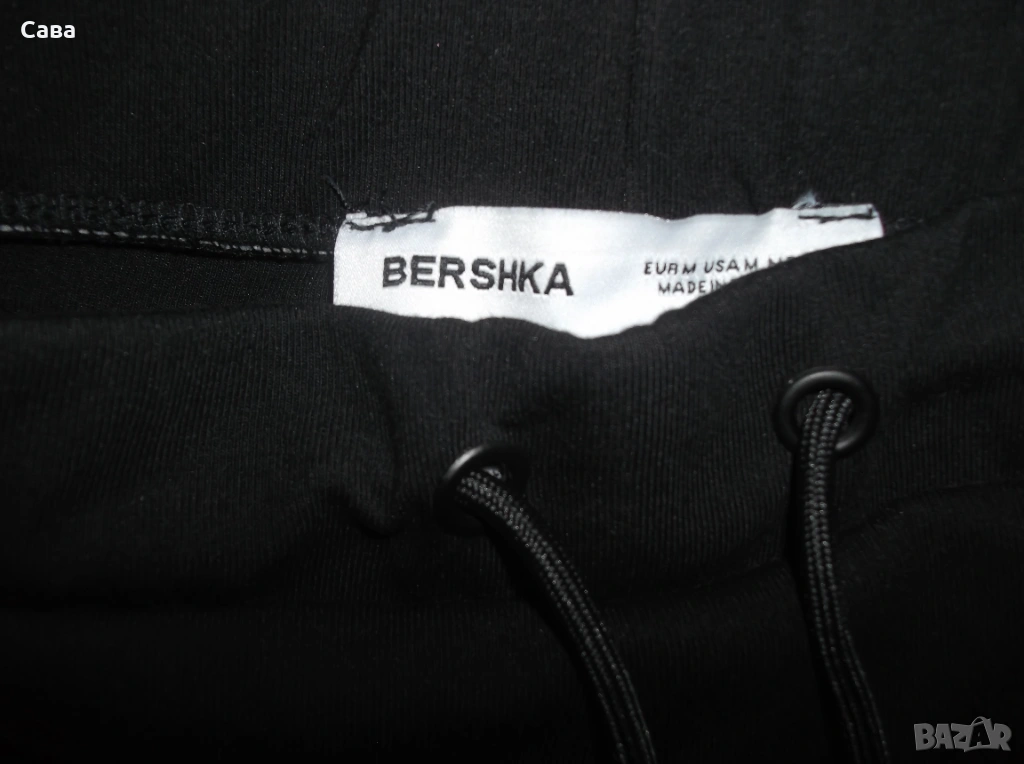 Сава
BERSHKA
EUR M USA M
MADE IN
BAZAR